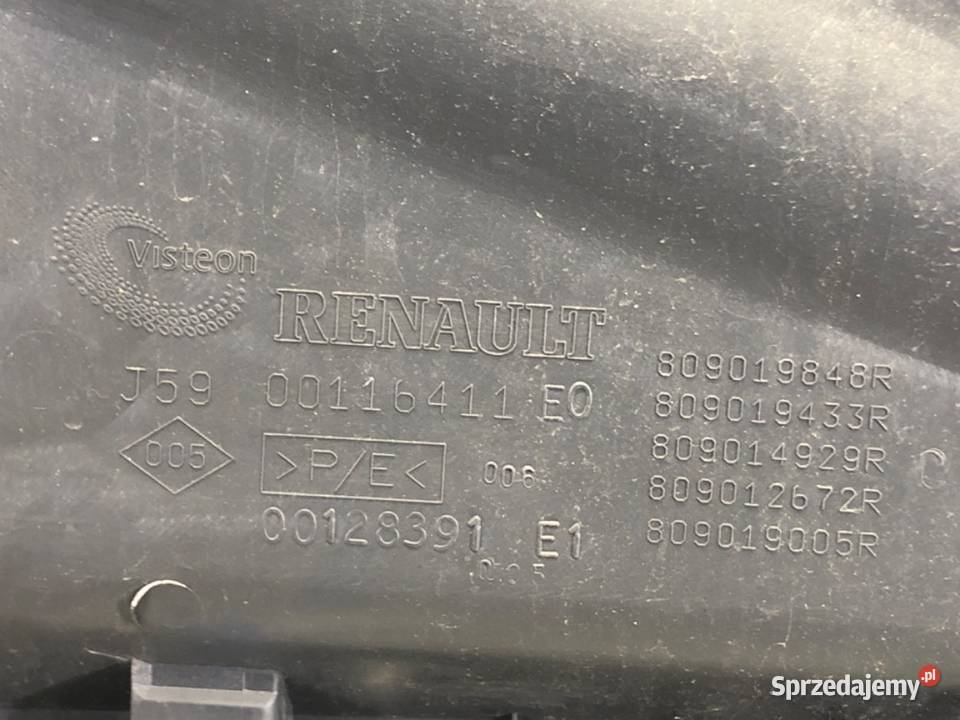 Visteon
RENAULT
J59 00116411 E0
005 >P/E< 006
00128391 E1
809019848R
809019433R
809014929R
809012672R
809019005R
C
Sprzedajemy.pl